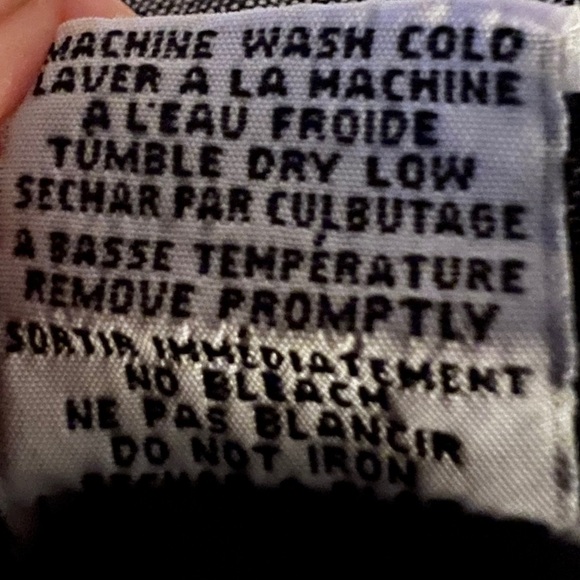 MACHINE WASH COLD
LAVER A LA MACHINE
A L'EAU FROIDE
TUMBLE DRY LOW
SECHAR PAR CULBUTAGE
A BASSE TEMPÉRATURE
REMOVE PROMPTLY
SORTIR IMMÉDIATEMENT
NO BLEACH
NE PAS BLANCIR
DO NOT IRON